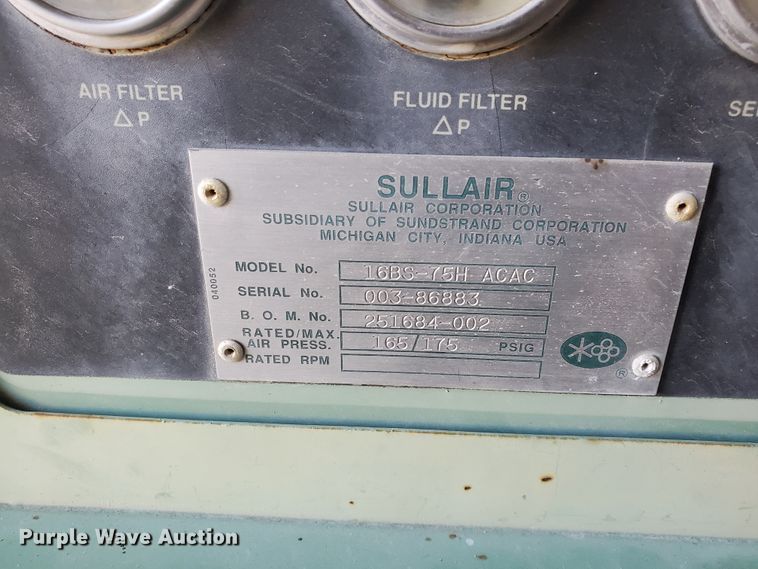 AIR FILTER
△P
FLUID FILTER
△P
SULLAIR®
SULLAIR CORPORATION
SUBSIDIARY OF SUNDSTRAND CORPORATION
MICHIGAN CITY, INDIANA USA
MODEL No. 16BS-75H ACAC
SERIAL No. 003-86883
B. O. M. No. 251684-002
RATED/MAX. AIR PRESS. 165/175 PSIG
RATED RPM
®
040052
Purple Wave Auction